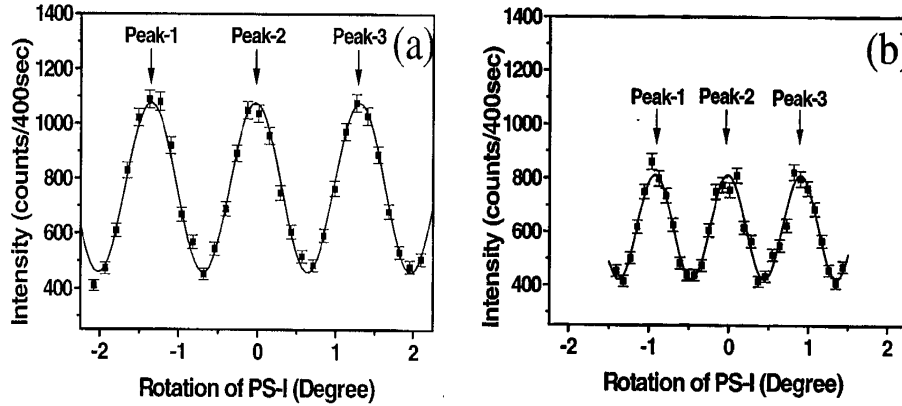 (a)
Peak-1 Peak-2 Peak-3
1400
1200
1000
800
600
400
Intensity (counts/400sec)
-2 -1 0 1 2
Rotation of PS-I (Degree)
(b)
Peak-1 Peak-2 Peak-3
1400
1200
1000
800
600
400
Intensity (counts/400sec)
-2 -1 0 1 2
Rotation of PS-I (Degree)